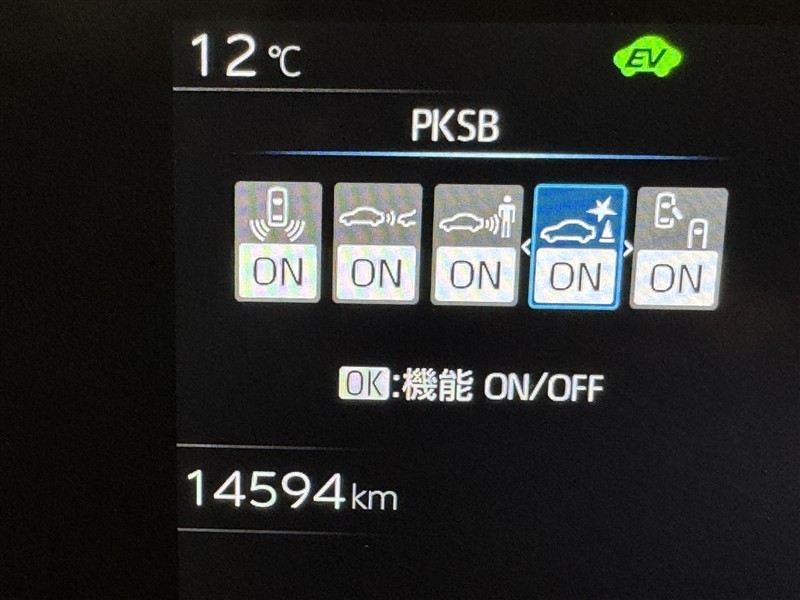 12℃ EV
PKSB
ON ON ON ON ON
OK:機能 ON/OFF
14594km